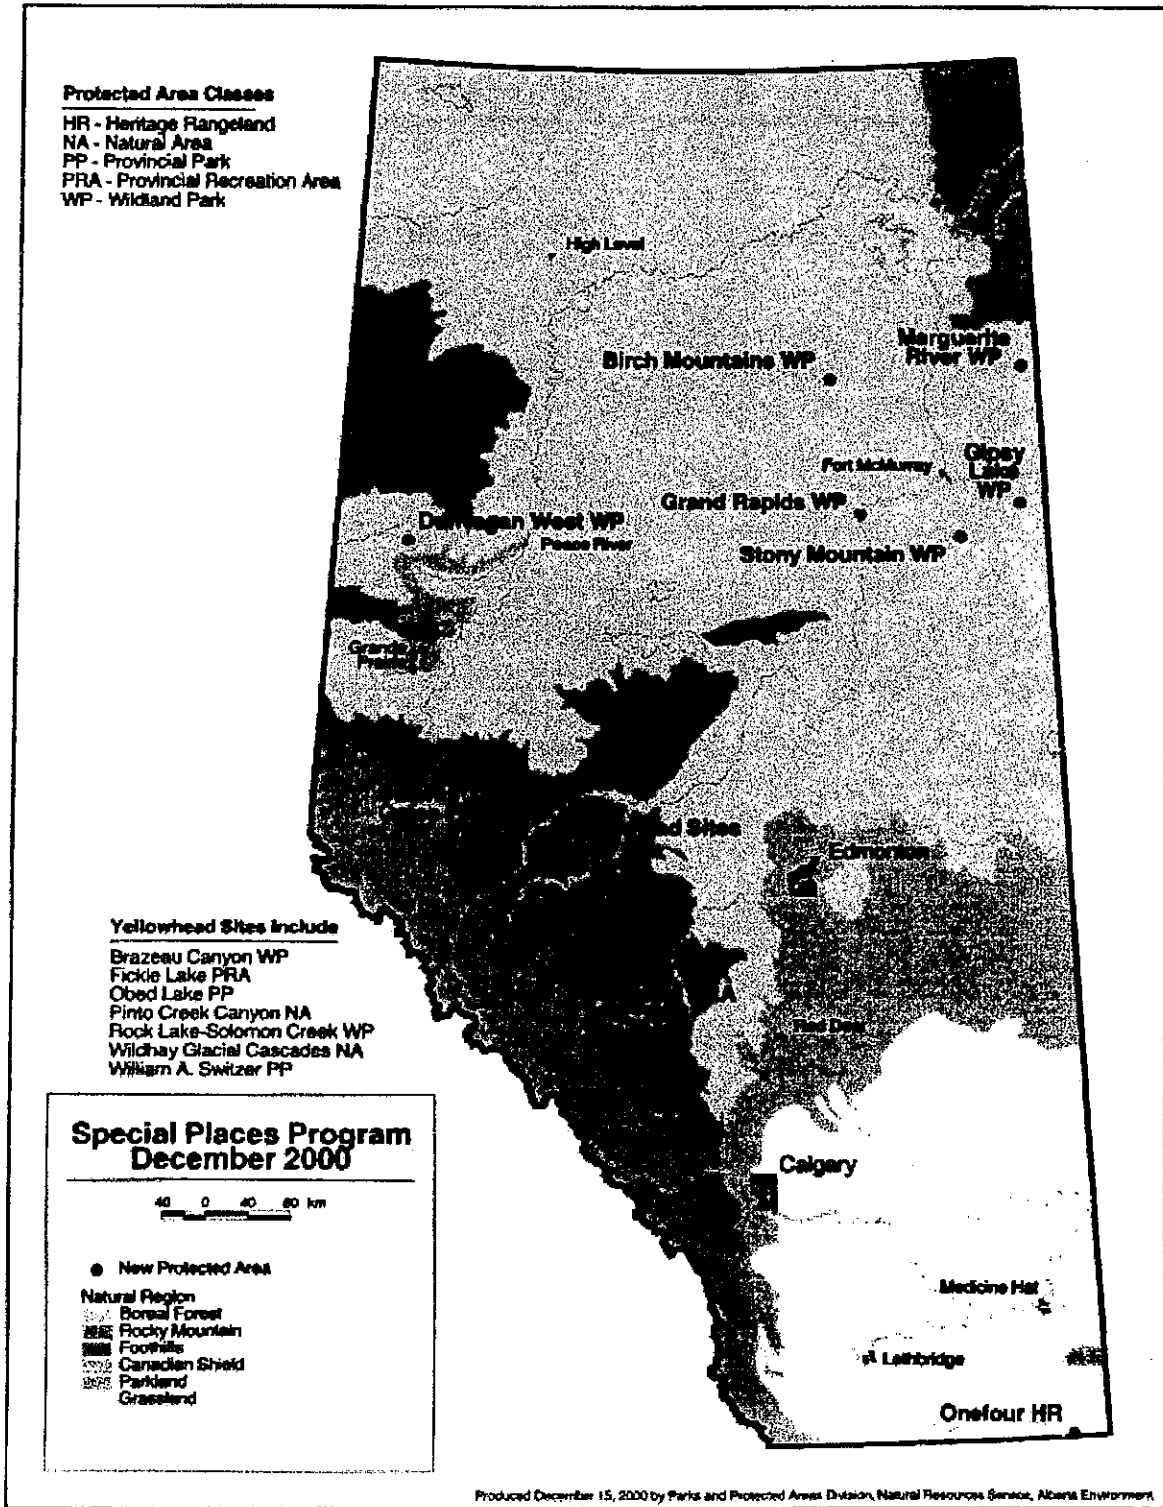 Protected Area Classes
HR - Heritage Rangeland
NA - Natural Area
PP - Provincial Park
PRA - Provincial Recreation Area
WP - Wildland Park
High Level
Marguerite
River WP
Birch Mountains WP
Gipsy
Lake
WP
Fort McMurray
Grand Rapids WP
Dunvegan West WP
Peace River
Stony Mountain WP
Grande
Prairie
Sites
Edmonton
Yellowhead Sites Include
Brazeau Canyon WP
Fickle Lake PRA
Obed Lake PP
Pinto Creek Canyon NA
Rock Lake-Solomon Creek WP
Wildhay Glacial Cascades NA
William A. Switzer PP
Red Deer
Special Places Program
December 2000
40 0 40 80 km
Calgary
New Protected Area
Natural Region
Boreal Forest
Rocky Mountain
Foothills
Canadian Shield
Parkland
Grassland
Medicine Hat
Lethbridge
Onefour HR
Produced December 15, 2000 by Parks and Protected Areas Division, Natural Resources Service, Alberta Environment